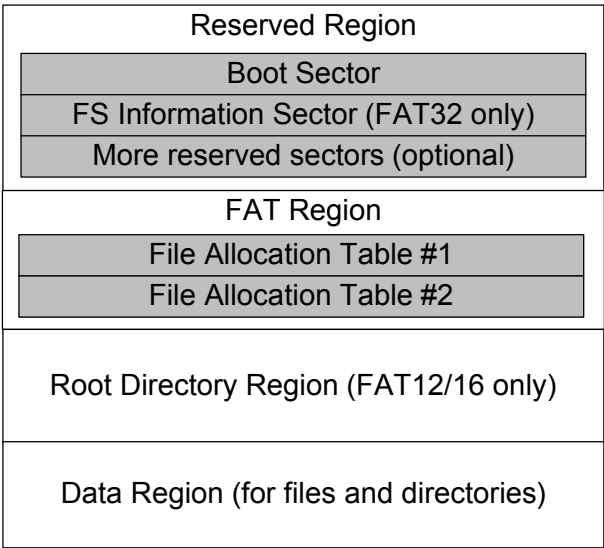 Reserved Region
Boot Sector
FS Information Sector (FAT32 only)
More reserved sectors (optional)
FAT Region
File Allocation Table #1
File Allocation Table #2
Root Directory Region (FAT12/16 only)
Data Region (for files and directories)